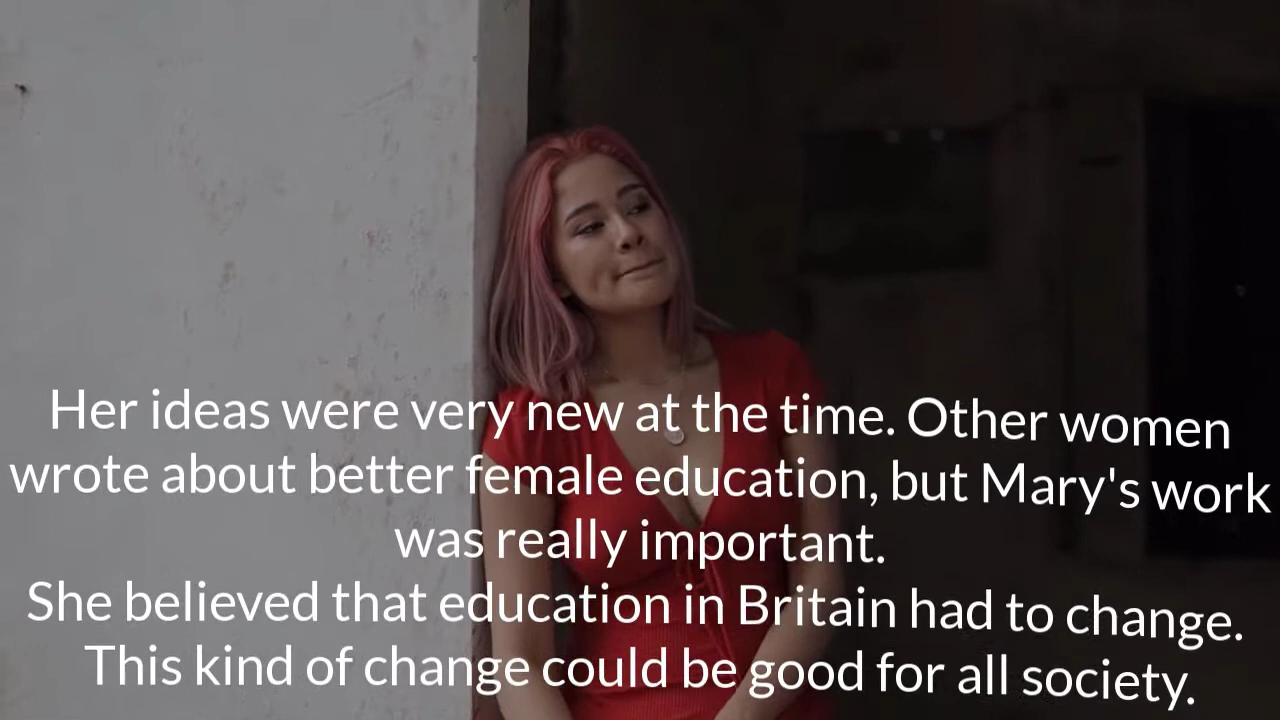 Her ideas were very new at the time. Other women
wrote about better female education, but Mary's work
was really important.
She believed that education in Britain had to change.
This kind of change could be good for all society.